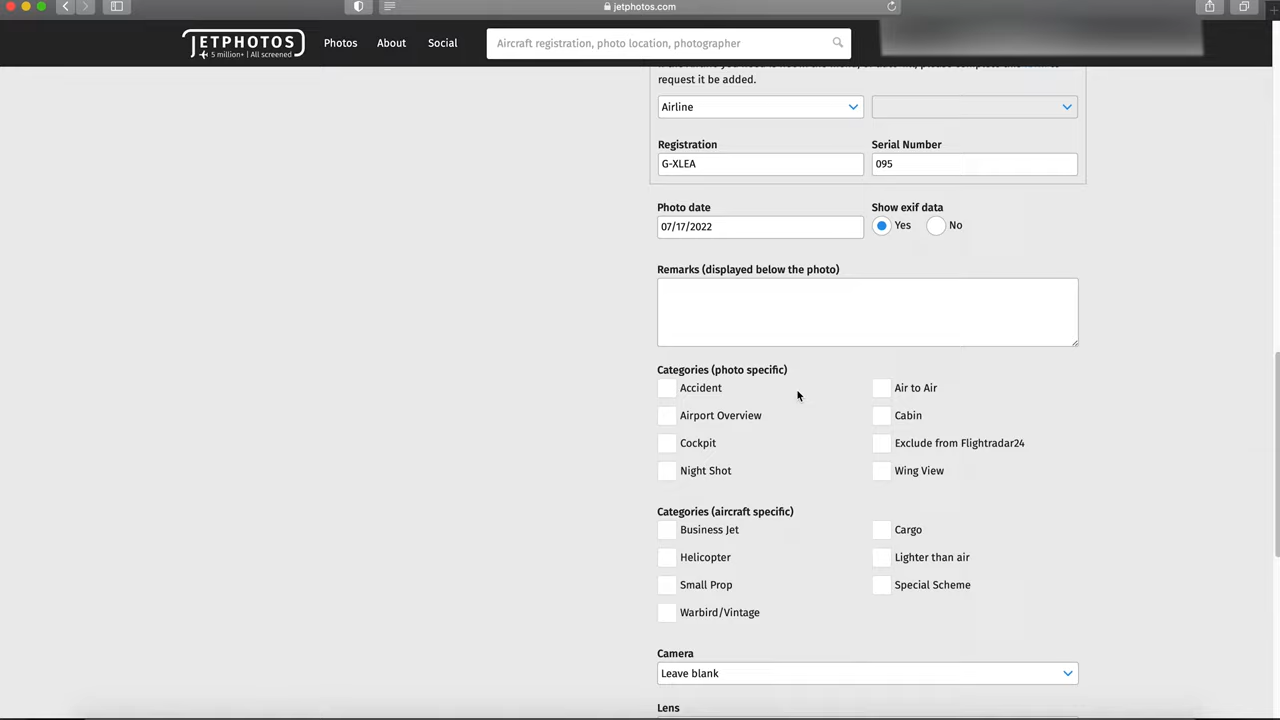 jetphotos.com
JETPHOTOS
5 million+ | All screened
Photos
About
Social
Aircraft registration, photo location, photographer
request it be added.
Airline
Registration
Serial Number
G-XLEA
095
Photo date
Show exif data
07/17/2022
Yes
No
Remarks (displayed below the photo)
Categories (photo specific)
Accident
Air to Air
Airport Overview
Cabin
Cockpit
Exclude from Flightradar24
Night Shot
Wing View
Categories (aircraft specific)
Business Jet
Cargo
Helicopter
Lighter than air
Small Prop
Special Scheme
Warbird/Vintage
Camera
Leave blank
Lens